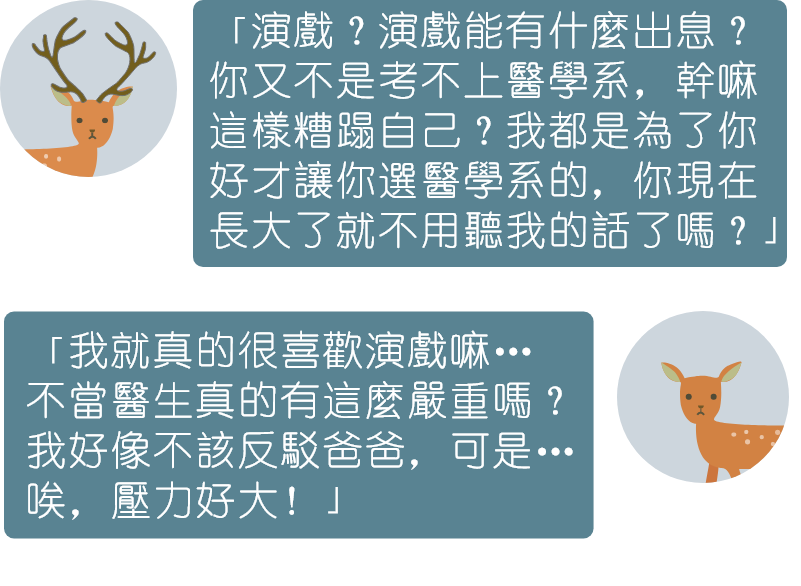 「演戲？演戲能有什麼出息？
你又不是考不上醫學系，幹嘛
這樣糟蹋自己？我都是為了你
好才讓你選醫學系的，你現在
長大了就不用聽我的話了嗎？」
「我就真的很喜歡演戲嘛…
不當醫生真的有這麼嚴重嗎？
我好像不該反駁爸爸，可是…
唉，壓力好大！」